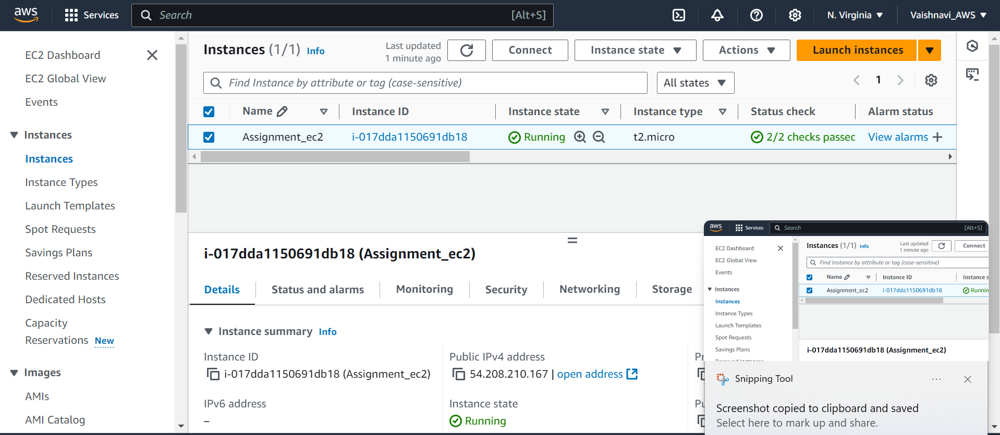 aws
Services
Search
[Alt+S]
N. Virginia
Vaishnavi_AWS
EC2 Dashboard
EC2 Global View
Events
Instances
Instances
Instance Types
Launch Templates
Spot Requests
Savings Plans
Reserved Instances
Dedicated Hosts
Capacity
Reservations New
Images
AMIs
AMI Catalog
Instances (1/1) Info
Last updated
1 minute ago
Connect
Instance state
Actions
Launch instances
Find Instance by attribute or tag (case-sensitive)
All states
1
Name
Instance ID
Instance state
Instance type
Status check
Alarm status
Assignment_ec2
i-017dda1150691db18
Running
t2.micro
2/2 checks passed
View alarms
i-017dda1150691db18 (Assignment_ec2)
Details
Status and alarms
Monitoring
Security
Networking
Storage
Instance summary Info
Instance ID
i-017dda1150691db18 (Assignment_ec2)
Public IPv4 address
54.208.210.167 | open address
IPv6 address
–
Instance state
Running
aws
Services
Search
[Alt+S]
EC2 Dashboard
EC2 Global View
Events
Instances
Instances
Instance Types
Launch Templates
Spot Requests
Savings Plans
Instances (1/1) Info
Last updated
1 minute ago
Connect
Find Instance by attribute or tag (case-sensitive)
Name
Instance ID
Instance s
Assignment_ec2
i-017dda1150691db18
Runnin
i-017dda1150691db18 (Assignment_ec2)
Snipping Tool
Screenshot copied to clipboard and saved
Select here to mark up and share.